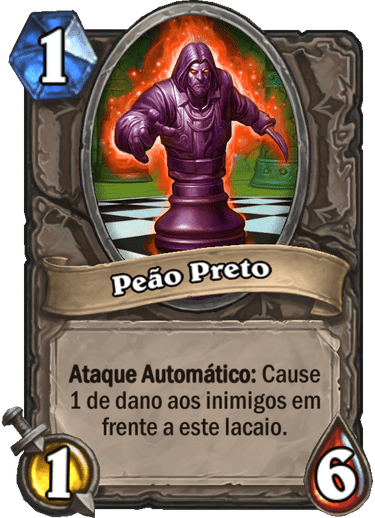 1
Peão Preto
Ataque Automático: Cause
1 de dano aos inimigos em
frente a este lacaio.
1
6